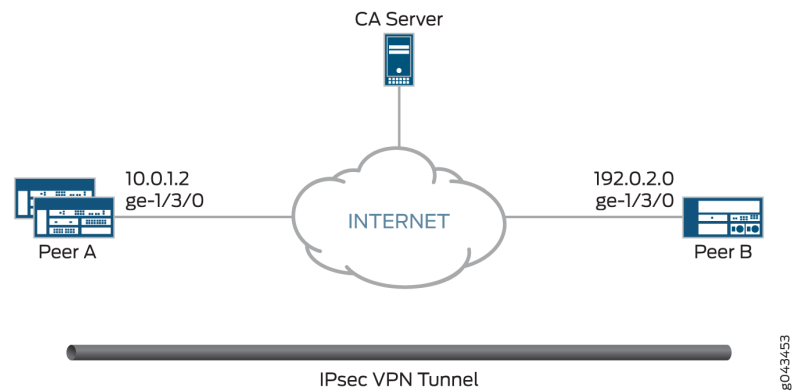 CA Server
10.0.1.2
ge-1/3/0
192.0.2.0
ge-1/3/0
INTERNET
Peer A
Peer B
IPsec VPN Tunnel
g043453